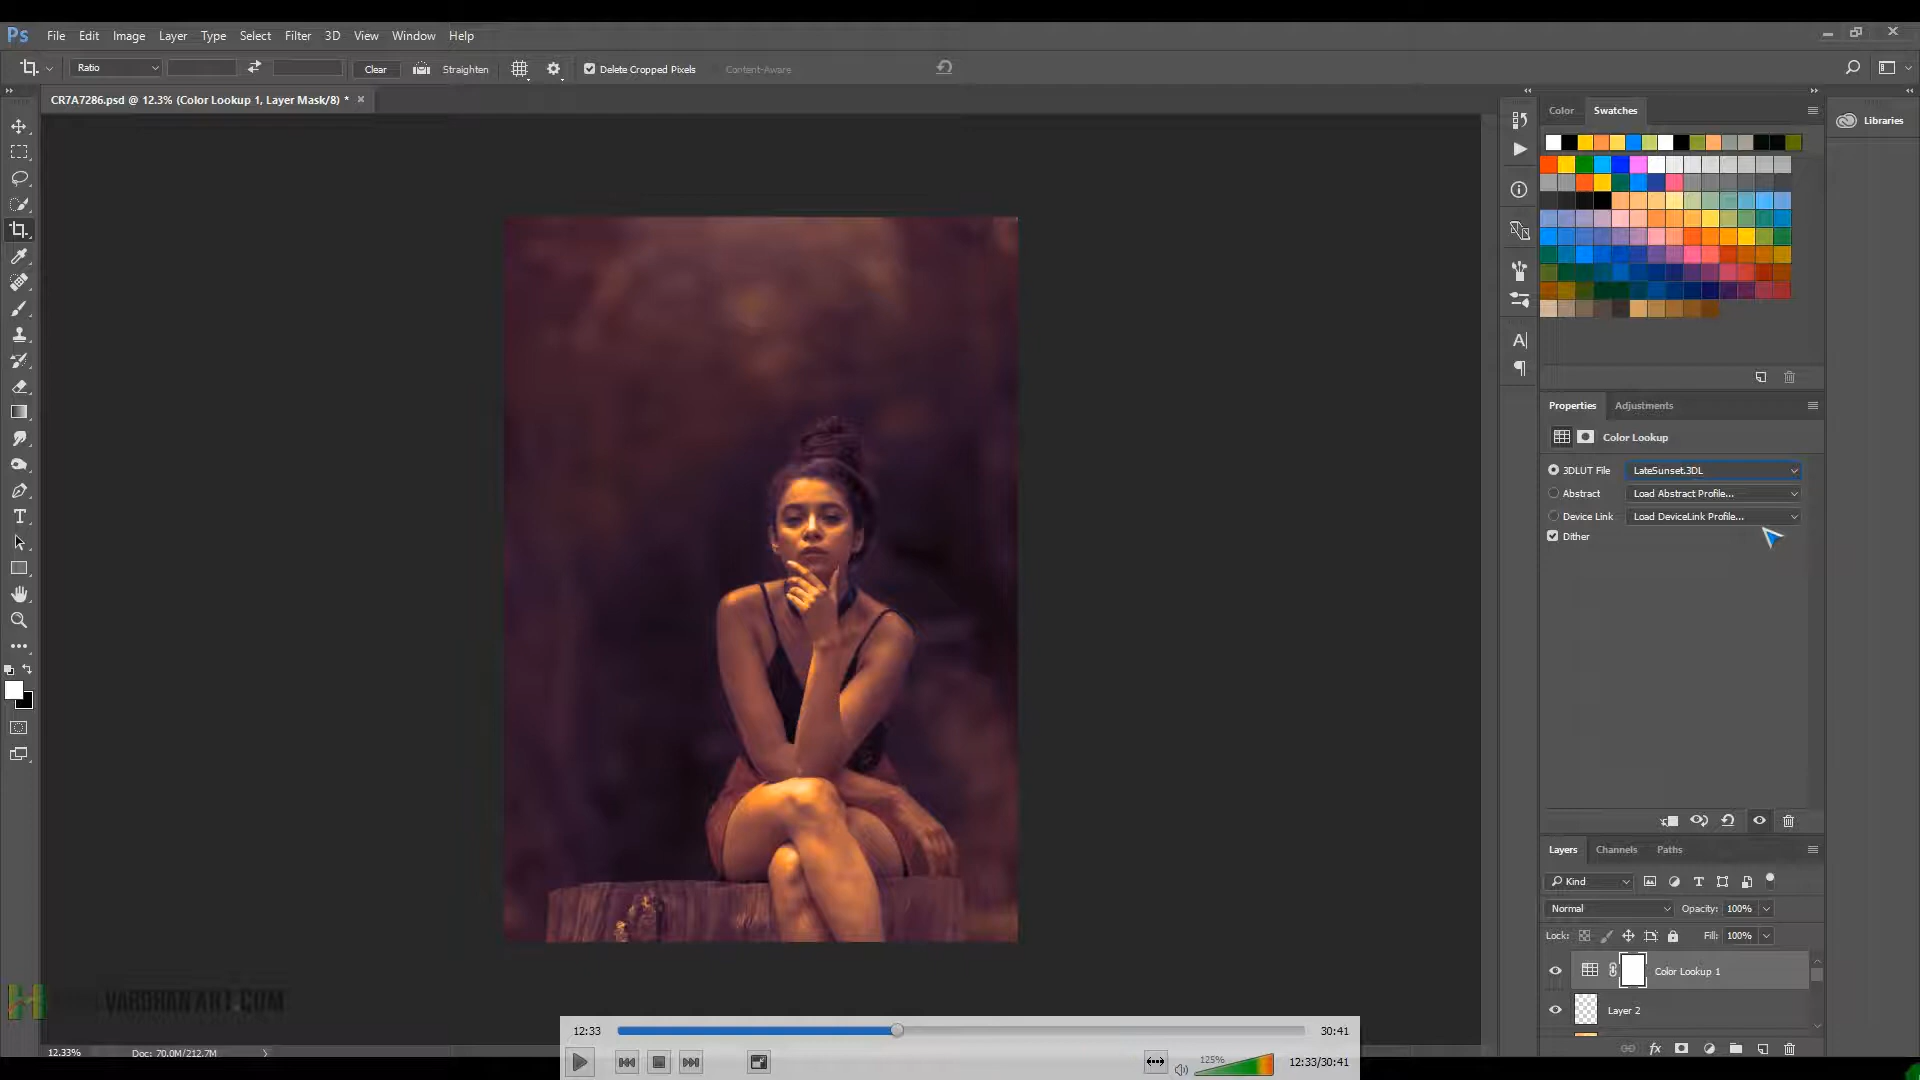 Ps File Edit Image Layer Type Select Filter 3D View Window Help
Ratio Clear Straighten Delete Cropped Pixels Content-Aware
CR7A7286.psd @ 12.3% (Color Lookup 1, Layer Mask/8) * ×
Color Swatches
Libraries
Properties Adjustments
Color Lookup
3DLUT File LateSunset.3DL
Abstract Load Abstract Profile...
Device Link Load DeviceLink Profile...
Dither
Layers Channels Paths
Kind
Normal Opacity: 100%
Lock: Fill: 100%
Color Lookup 1
Layer 2
VARDHANART.COM
12:33 30:41
12.33% Doc: 70.0M/212.7M
125% 12:33/30:41